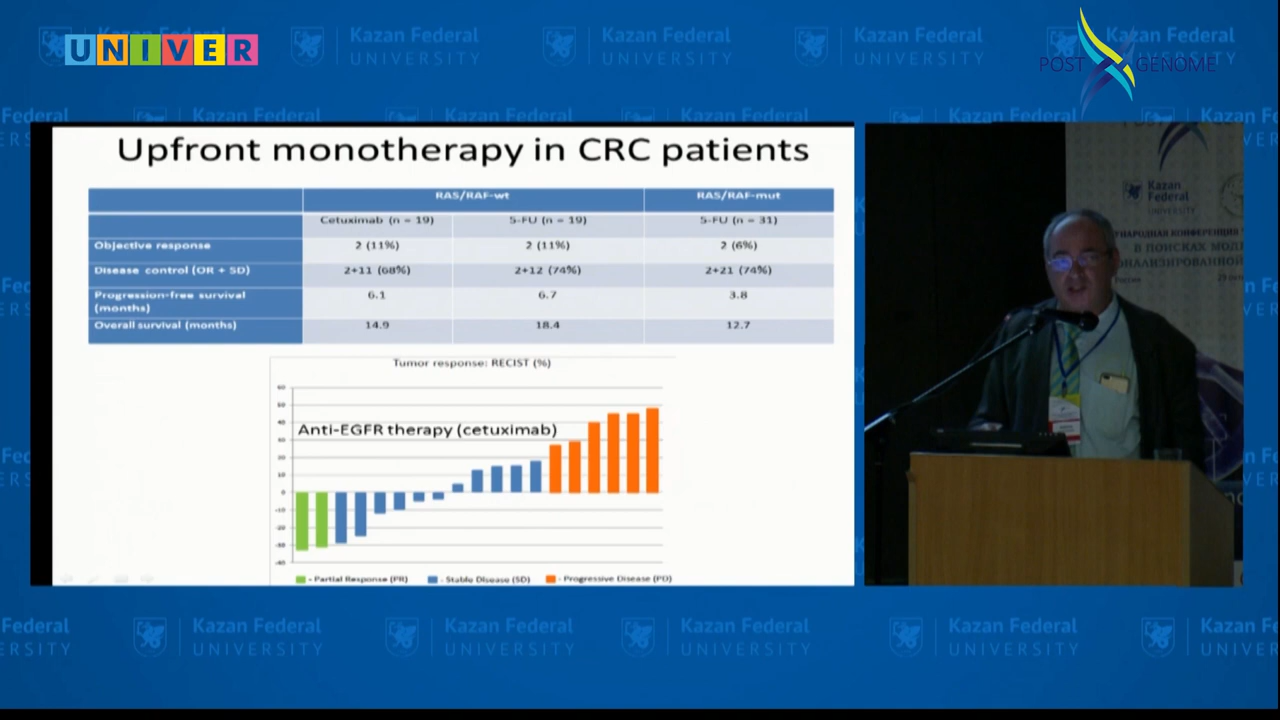 UNIVER
Kazan Federal
UNIVERSITY
POST GENOME
Upfront monotherapy in CRC patients
RAS/RAF-wt RAS/RAF-mut
Cetuximab (n = 19) 5-FU (n = 19) 5-FU (n = 31)
Objective response 2 (11%) 2 (11%) 2 (6%)
Disease control (OR + SD) 2+11 (68%) 2+12 (74%) 2+21 (74%)
Progression-free survival (months) 6.1 6.7 3.8
Overall survival (months) 14.9 18.4 12.7
Tumor response: RECIST (%)
Anti-EGFR therapy (cetuximab)
- Partial Response (PR) - Stable Disease (SD) - Progressive Disease (PD)
Kazan
Federal
UNIVERSITY
В ПОИСКАХ